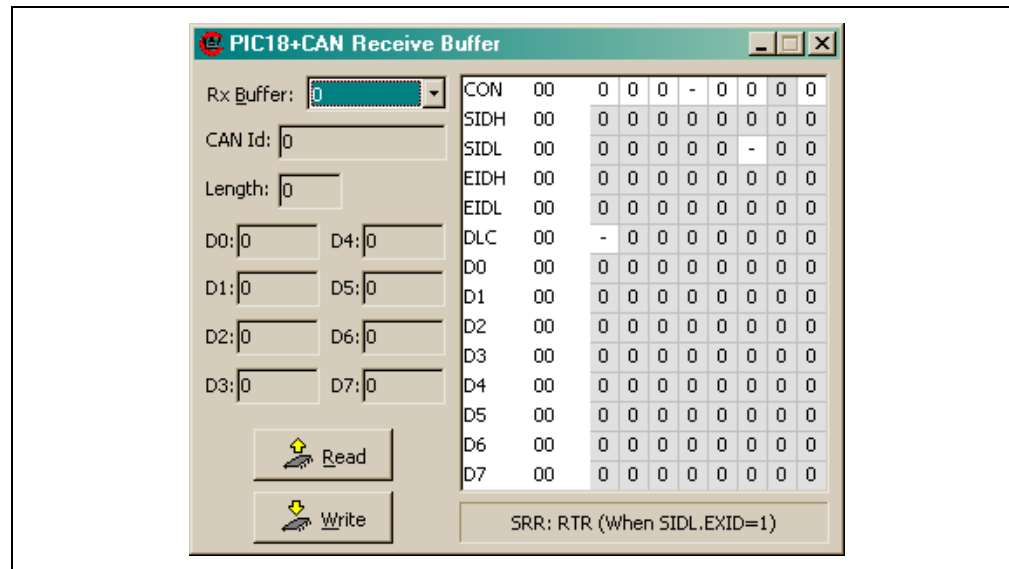 PIC18+CAN Receive Buffer
Rx Buffer: 0
CAN Id: 0
Length: 0
D0: 0 D4: 0
D1: 0 D5: 0
D2: 0 D6: 0
D3: 0 D7: 0
Read
Write
CON 00 0 0 0 - 0 0 0 0
SIDH 00 0 0 0 0 0 0 0 0
SIDL 00 0 0 0 0 0 - 0 0
EIDH 00 0 0 0 0 0 0 0 0
EIDL 00 0 0 0 0 0 0 0 0
DLC 00 - 0 0 0 0 0 0 0
D0 00 0 0 0 0 0 0 0 0
D1 00 0 0 0 0 0 0 0 0
D2 00 0 0 0 0 0 0 0 0
D3 00 0 0 0 0 0 0 0 0
D4 00 0 0 0 0 0 0 0 0
D5 00 0 0 0 0 0 0 0 0
D6 00 0 0 0 0 0 0 0 0
D7 00 0 0 0 0 0 0 0 0
SRR: RTR (When SIDL.EXID=1)